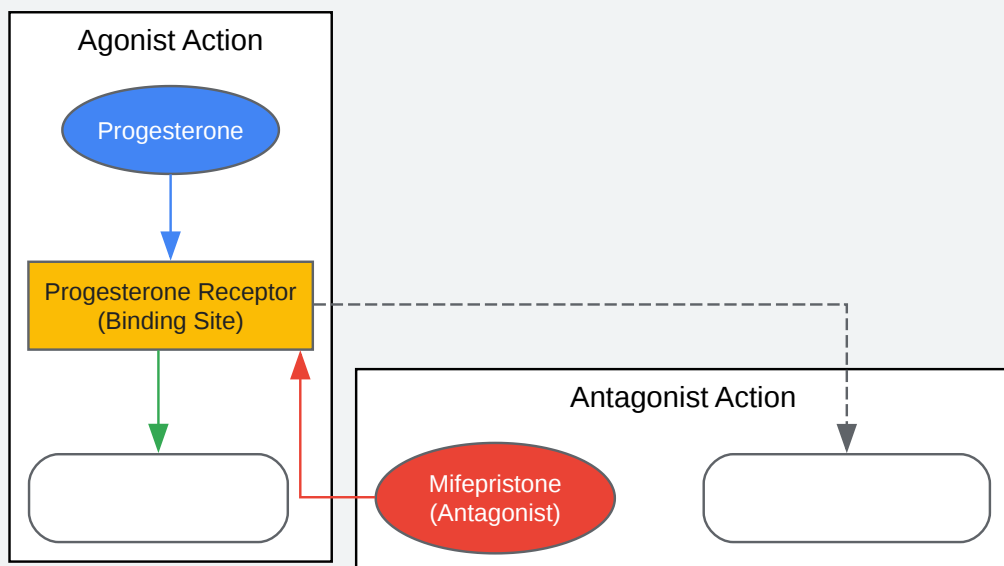 Agonist Action
Progesterone
Progesterone Receptor
(Binding Site)
Antagonist Action
Mifepristone
(Antagonist)